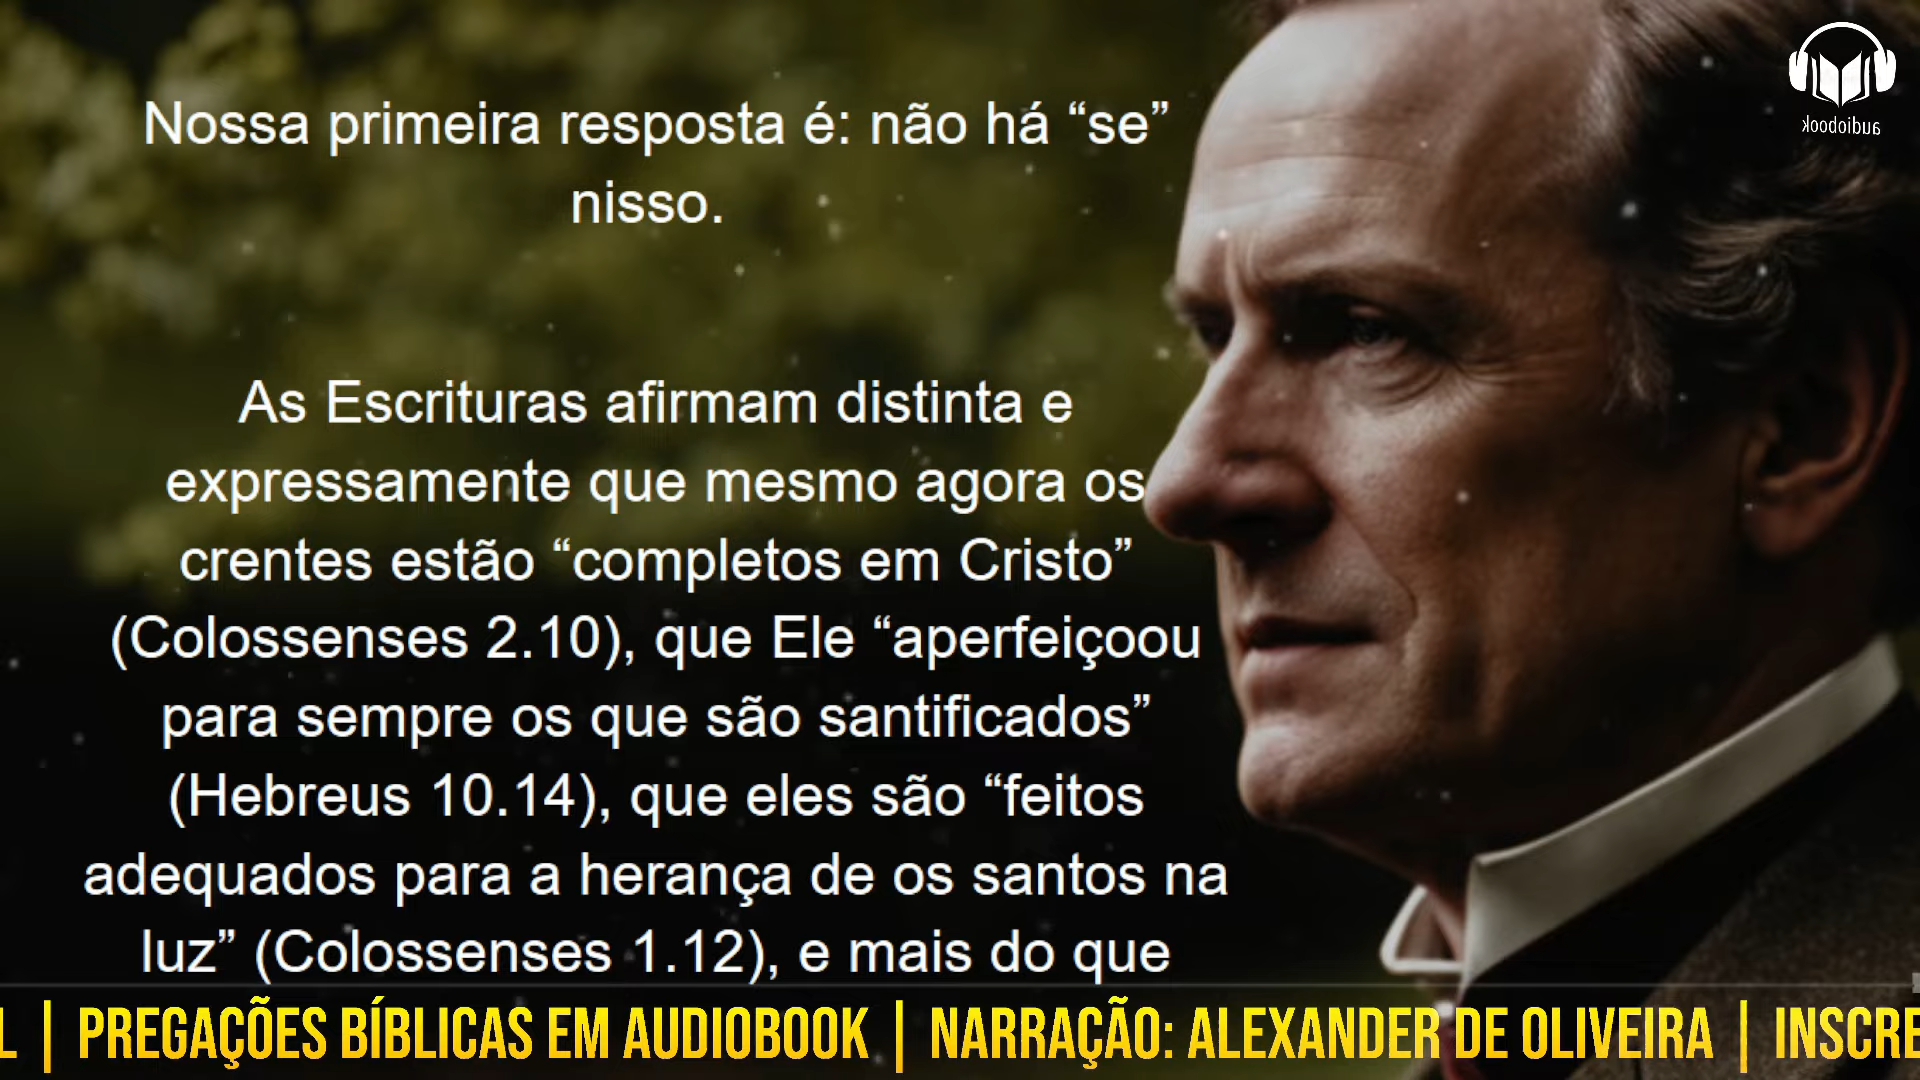 audiobook
Nossa primeira resposta é: não há “se”
nisso.
As Escrituras afirmam distinta e
expressamente que mesmo agora os
crentes estão “completos em Cristo”
(Colossenses 2.10), que Ele “aperfeiçoou
para sempre os que são santificados”
(Hebreus 10.14), que eles são “feitos
adequados para a herança de os santos na
luz” (Colossenses 1.12), e mais do que
L | PREGAÇÕES BÍBLICAS EM AUDIOBOOK | NARRAÇÃO: ALEXANDER DE OLIVEIRA | INSCRE